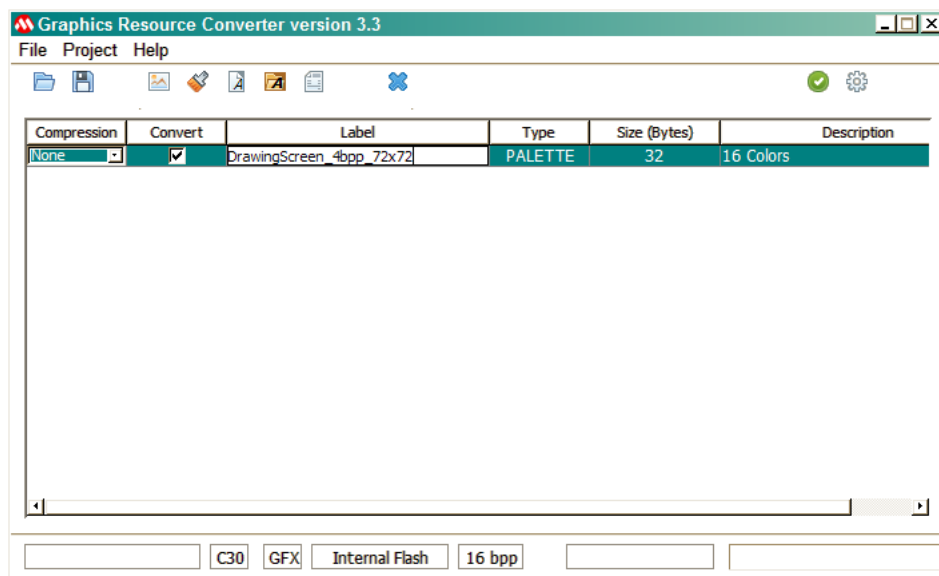 Graphics Resource Converter version 3.3
File Project Help
Compression Convert Label Type Size (Bytes) Description
None DrawingScreen_4bpp_72x72 PALETTE 32 16 Colors
C30 GFX Internal Flash 16 bpp